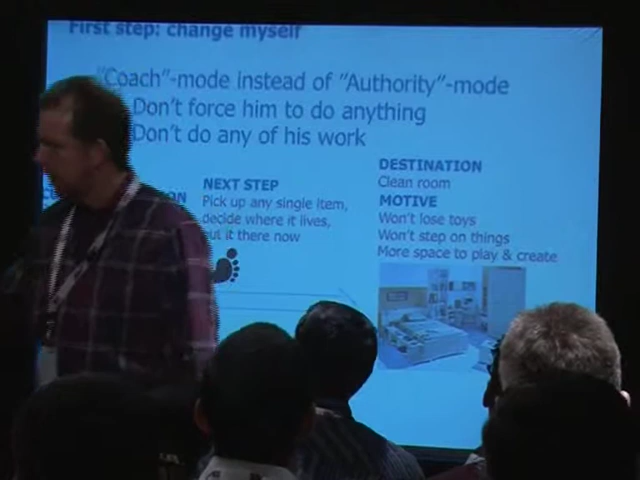 First step: change myself
"Coach"-mode instead of "Authority"-mode
Don't force him to do anything
Don't do any of his work
NEXT STEP
Pick up any single item,
decide where it lives,
put it there now
DESTINATION
Clean room
MOTIVE
Won't lose toys
Won't step on things
More space to play & create